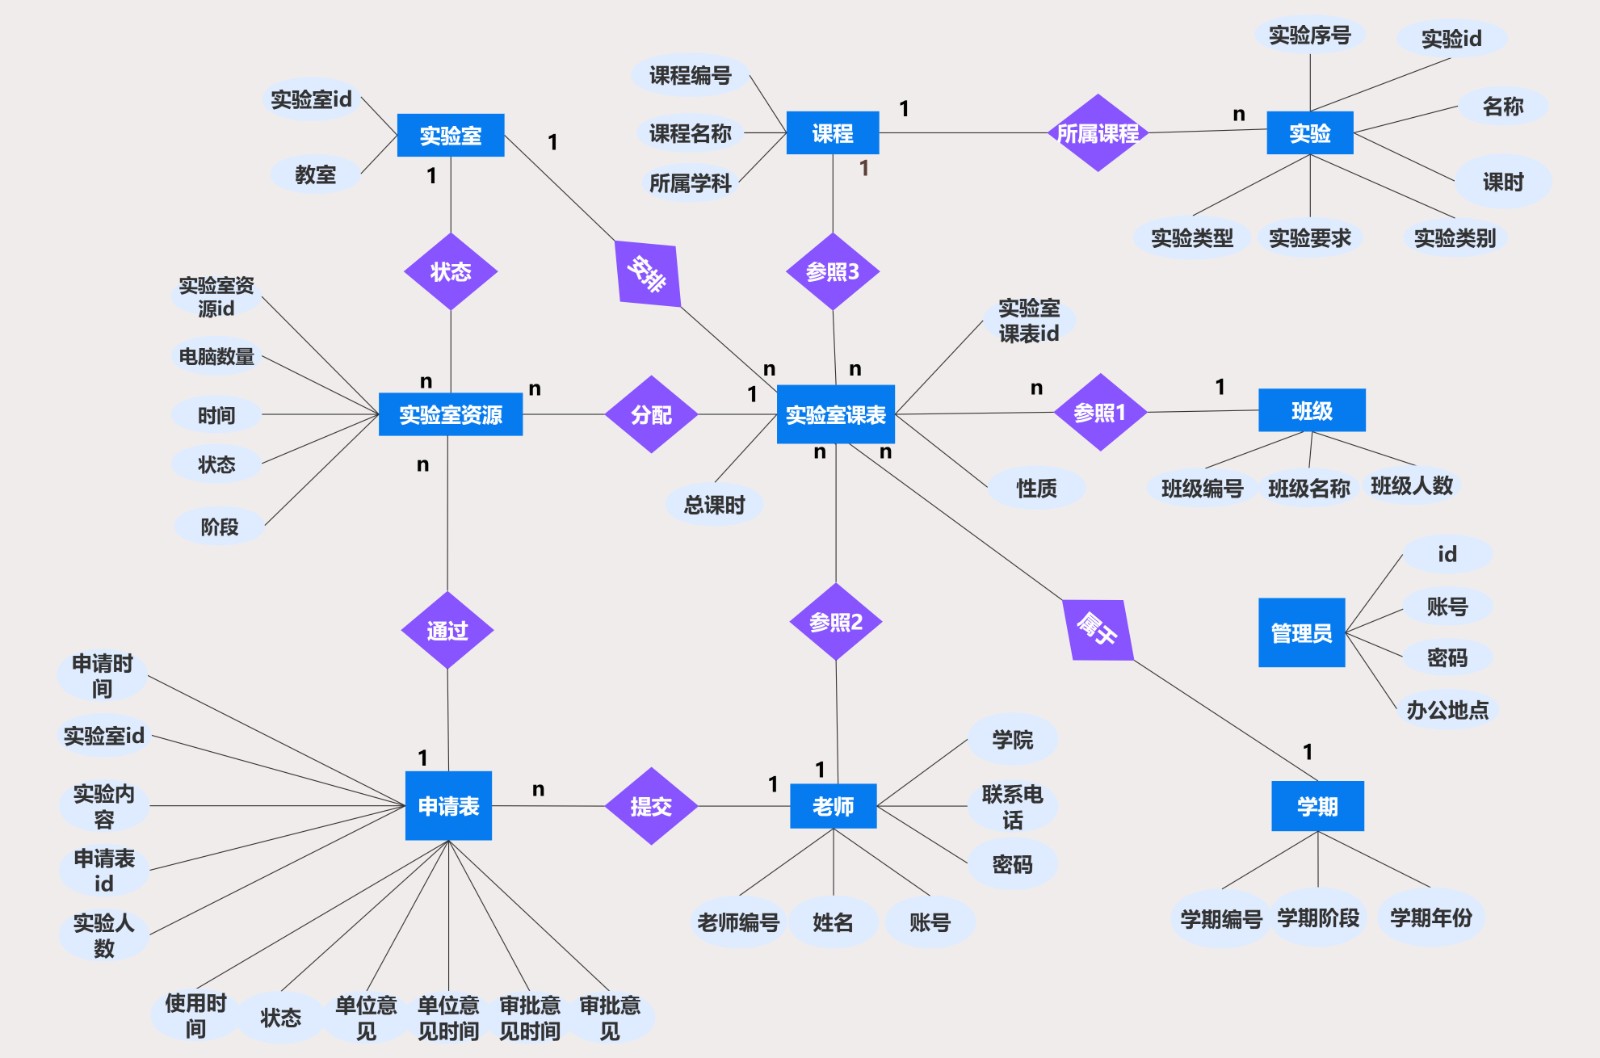 实验序号
实验id
课程编号
实验室id
名称
1
实验室
1
课程
所属课程
n
实验
课程名称
1
1
教室
所属学科
课时
实验类型
实验要求
实验类别
状态
安排
参照3
实验室资
源id
实验室
课表id
电脑数量
n
n
n
n
1
n
1
时间
实验室资源
分配
实验室课表
参照1
班级
状态
n
n
n
总课时
性质
班级编号
班级名称
班级人数
阶段
id
账号
通过
参照2
属于
管理员
密码
申请时
间
办公地点
实验室id
学院
1
1
1
1
n
实验内
容
申请表
提交
老师
联系电
话
学期
申请表
id
密码
实验人
数
老师编号
姓名
账号
学期编号
学期阶段
学期年份
使用时
间
状态
单位意
见
单位意
见时间
审批意
见时间
审批意
见